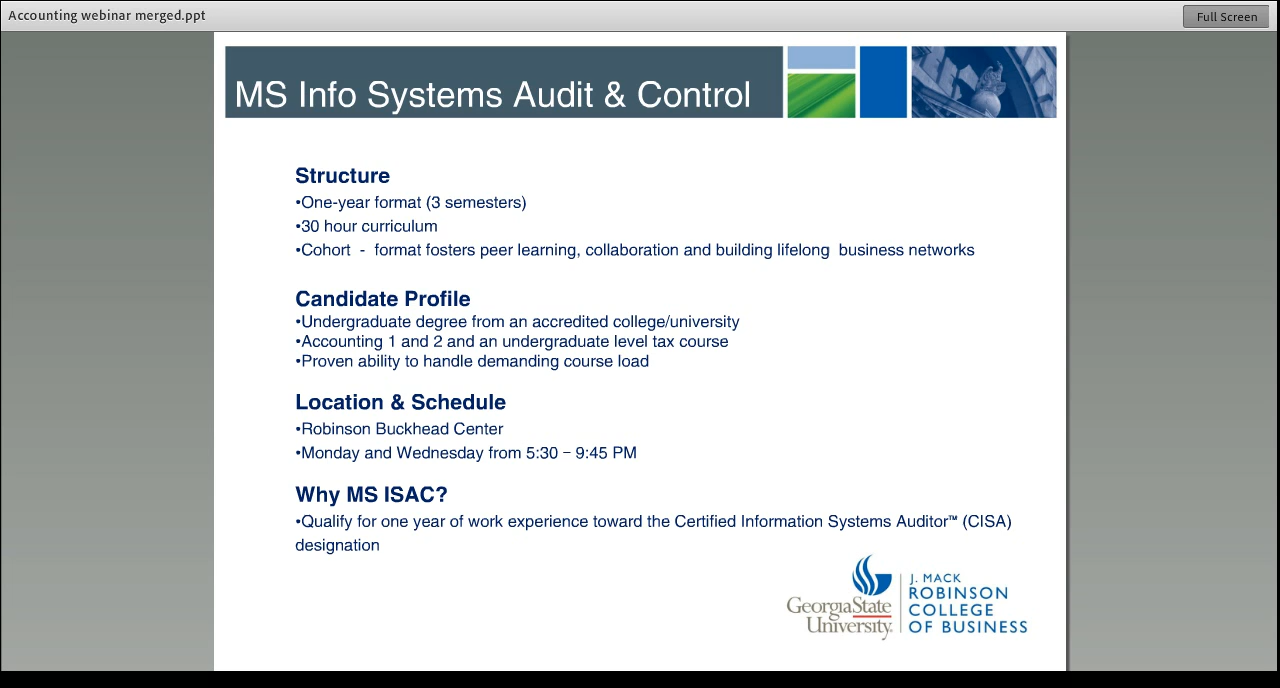 Accounting webinar merged.ppt
Full Screen
MS Info Systems Audit & Control
Structure
•One-year format (3 semesters)
•30 hour curriculum
•Cohort  -  format fosters peer learning, collaboration and building lifelong  business networks
Candidate Profile
•Undergraduate degree from an accredited college/university
•Accounting 1 and 2 and an undergraduate level tax course
•Proven ability to handle demanding course load
Location & Schedule
•Robinson Buckhead Center
•Monday and Wednesday from 5:30 – 9:45 PM
Why MS ISAC?
•Qualify for one year of work experience toward the Certified Information Systems Auditor™ (CISA)
designation
GeorgiaState
University
J. MACK
ROBINSON
COLLEGE
OF BUSINESS